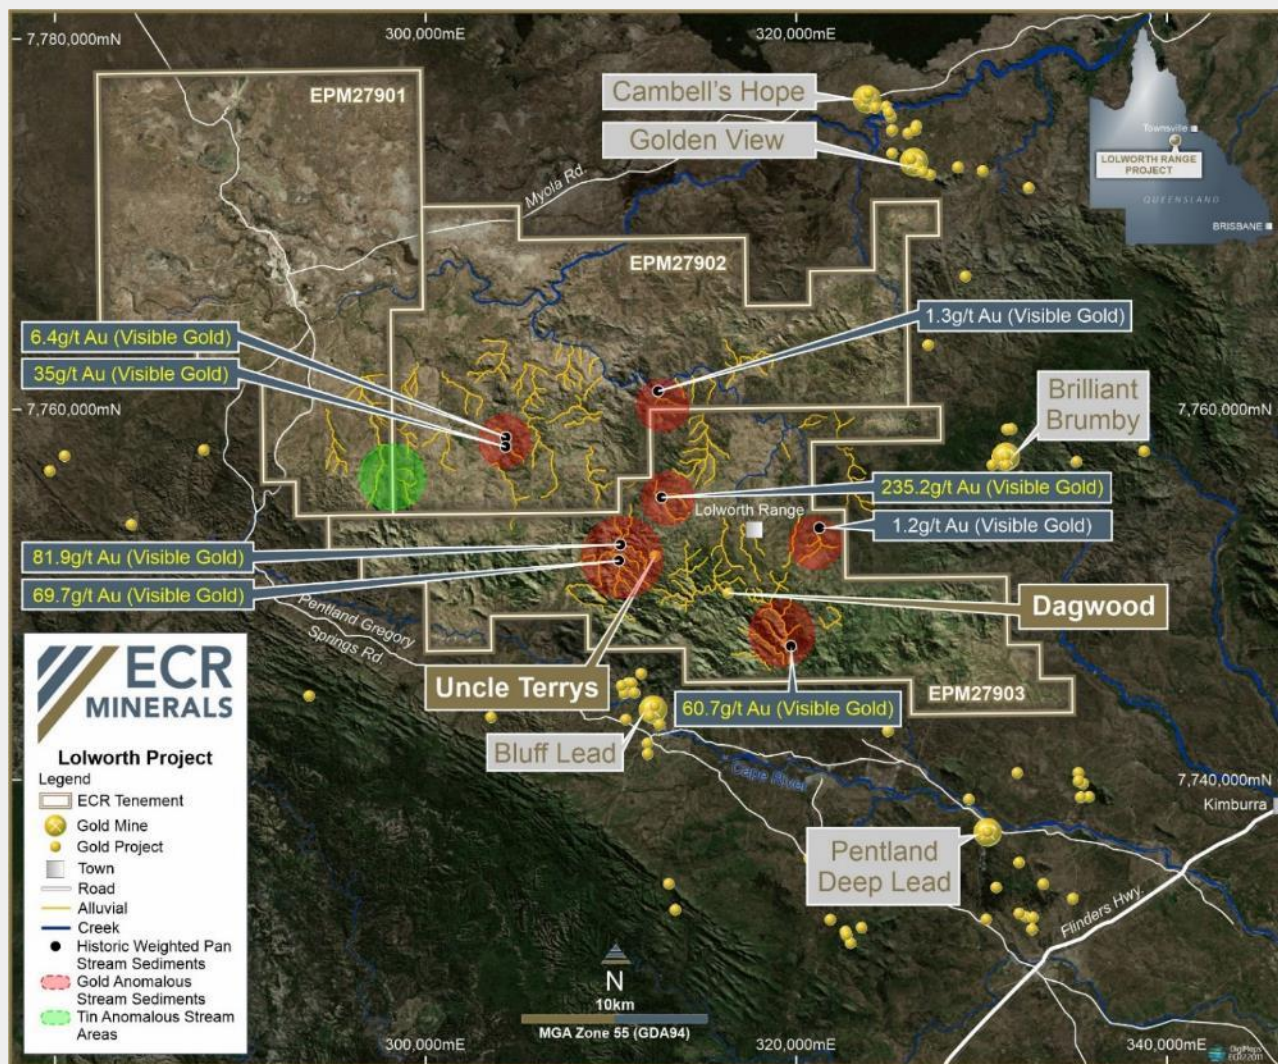 7,780,000mN
300,000mE
320,000mE
EPM27901
Cambell's Hope
Golden View
Townsville
LOLWORTH RANGE
PROJECT
QUEENSLAND
BRISBANE
Myola Rd.
EPM27902
6.4g/t Au (Visible Gold)
35g/t Au (Visible Gold)
1.3g/t Au (Visible Gold)
7,760,000mN
7,760,000mN
Brilliant
Brumby
235.2g/t Au (Visible Gold)
Lolworth Range
1.2g/t Au (Visible Gold)
81.9g/t Au (Visible Gold)
69.7g/t Au (Visible Gold)
Pentland Gregory
Springs Rd.
Dagwood
Uncle Terrys
60.7g/t Au (Visible Gold)
EPM27903
Bluff Lead
Cape River
7,740,000mN
Kimburra
Pentland
Deep Lead
Flinders Hwy.
ECR
MINERALS
Lolworth Project
Legend
ECR Tenement
Gold Mine
Gold Project
Town
Road
Alluvial
Creek
Historic Weighted Pan
Stream Sediments
Gold Anomalous
Stream Sediments
Tin Anomalous Stream
Areas
N
10km
MGA Zone 55 (GDA94)
300,000mE
320,000mE
340,000mE
DigiMaps